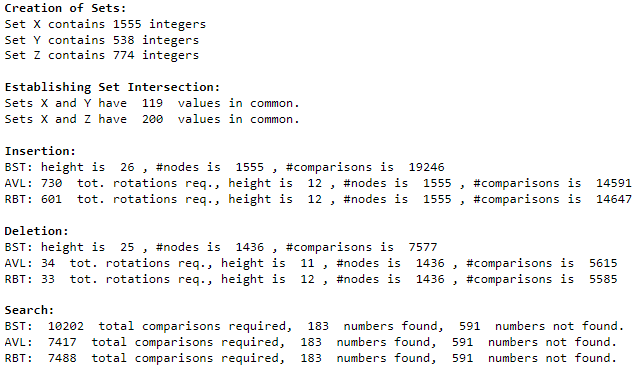 Creation of Sets:
Set X contains 1555 integers
Set Y contains 538 integers
Set Z contains 774 integers
Establishing Set Intersection:
Sets X and Y have  119  values in common.
Sets X and Z have  200  values in common.
Insertion:
BST: height is  26 , #nodes is  1555 , #comparisons is  19246
AVL: 730  tot. rotations req., height is  12 , #nodes is  1555 , #comparisons is  14591
RBT: 601  tot. rotations req., height is  12 , #nodes is  1555 , #comparisons is  14647
Deletion:
BST: height is  25 , #nodes is  1436 , #comparisons is  7577
AVL: 34  tot. rotations req., height is  11 , #nodes is  1436 , #comparisons is  5615
RBT: 33  tot. rotations req., height is  12 , #nodes is  1436 , #comparisons is  5585
Search:
BST:  10202  total comparisons required,  183  numbers found,  591  numbers not found.
AVL:  7417  total comparisons required,  183  numbers found,  591  numbers not found.
RBT:  7488  total comparisons required,  183  numbers found,  591  numbers not found.